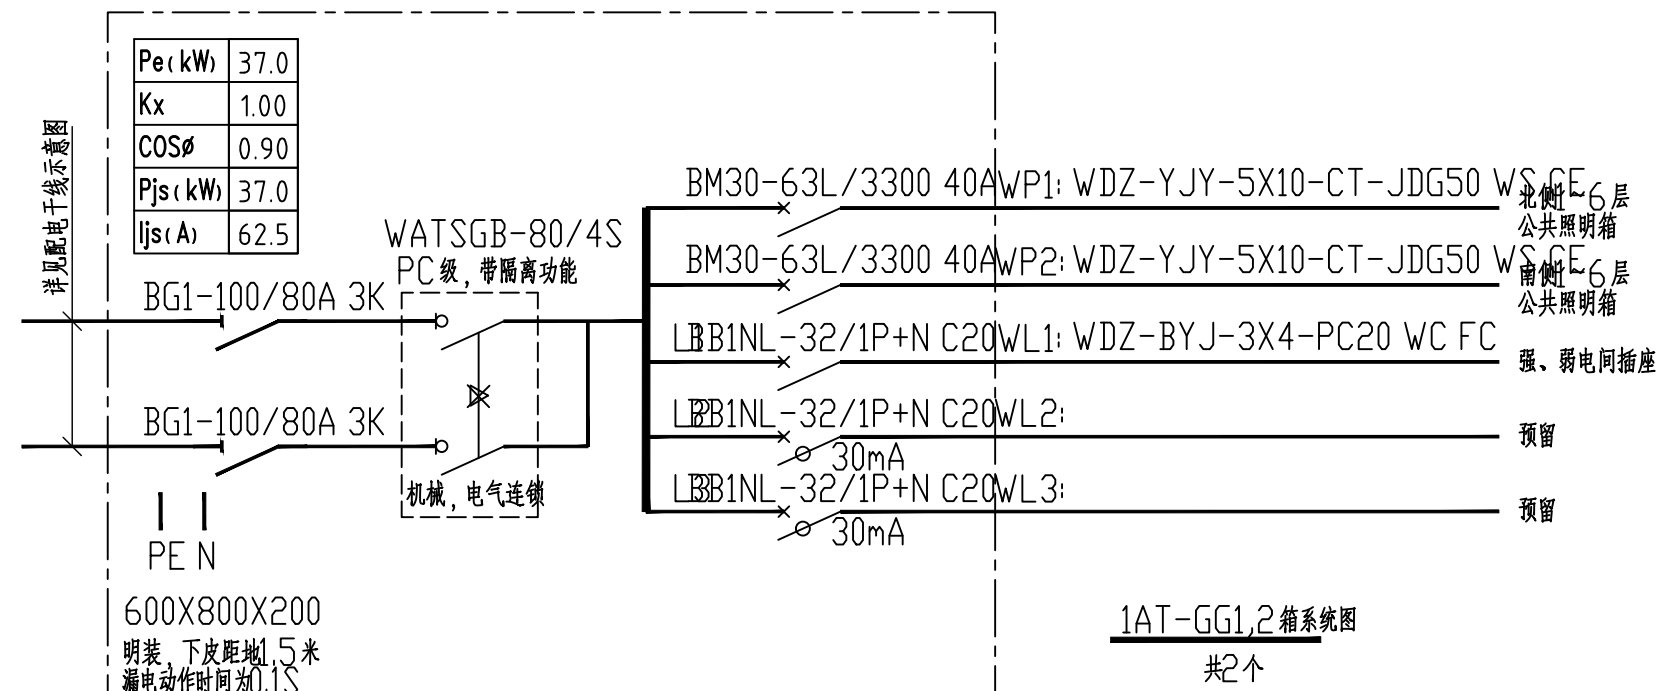 Pe(kW) 37.0
Kx 1.00
COSø 0.90
Pjs(kW) 37.0
Ijs(A) 62.5
详见配电干线示意图
BG1-100/80A 3K
BG1-100/80A 3K
WATSGB-80/4S
PC级,带隔离功能
机械,电气连锁
BM30-63L/3300 40A WP1: WDZ-YJY-5X10-CT-JDG50 WS CE
北侧1~6层
公共照明箱
BM30-63L/3300 40A WP2: WDZ-YJY-5X10-CT-JDG50 WS CE
南侧1~6层
公共照明箱
L1 BB1NL-32/1P+N C20 WL1: WDZ-BYJ-3X4-PC20 WC FC
强、弱电间插座
L2 BB1NL-32/1P+N C20 WL2:
30mA
预留
L3 BB1NL-32/1P+N C20 WL3:
30mA
预留
PE N
600X800X200
明装,下皮距地1.5米
漏电动作时间为0.1S
1AT-GG1,2箱系统图
共2个